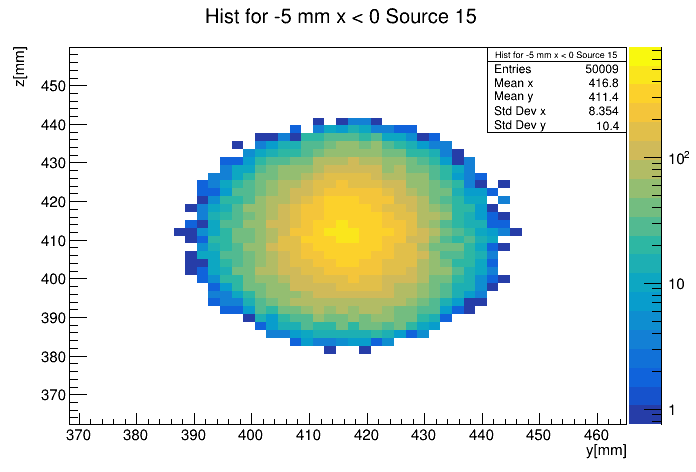 Hist for -5 mm x < 0 Source 15
z[mm]
Hist for -5 mm x < 0 Source 15
Entries 50009
Mean x 416.8
Mean y 411.4
Std Dev x 8.354
Std Dev y 10.4
450
440
430
420
410
400
390
380
370
10²
10
1
370 380 390 400 410 420 430 440 450 460
y[mm]